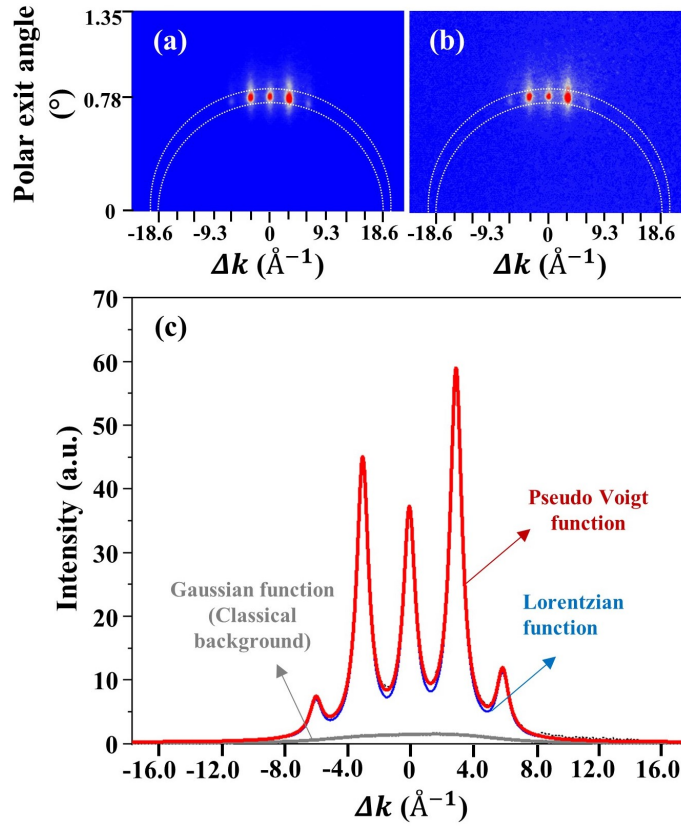 1.35
(a)
(b)
Polar exit angle
(°)
0.78
0
-18.6 -9.3 0 9.3 18.6
-18.6 -9.3 0 9.3 18.6
Δk (Å⁻¹)
Δk (Å⁻¹)
70
(c)
60
50
Intensity (a.u.)
40
Pseudo Voigt
function
30
Gaussian function
(Classical
background)
Lorentzian
function
20
10
0
-16.0 -12.0 -8.0 -4.0 0 4.0 8.0 12.0 16.0
Δk (Å⁻¹)